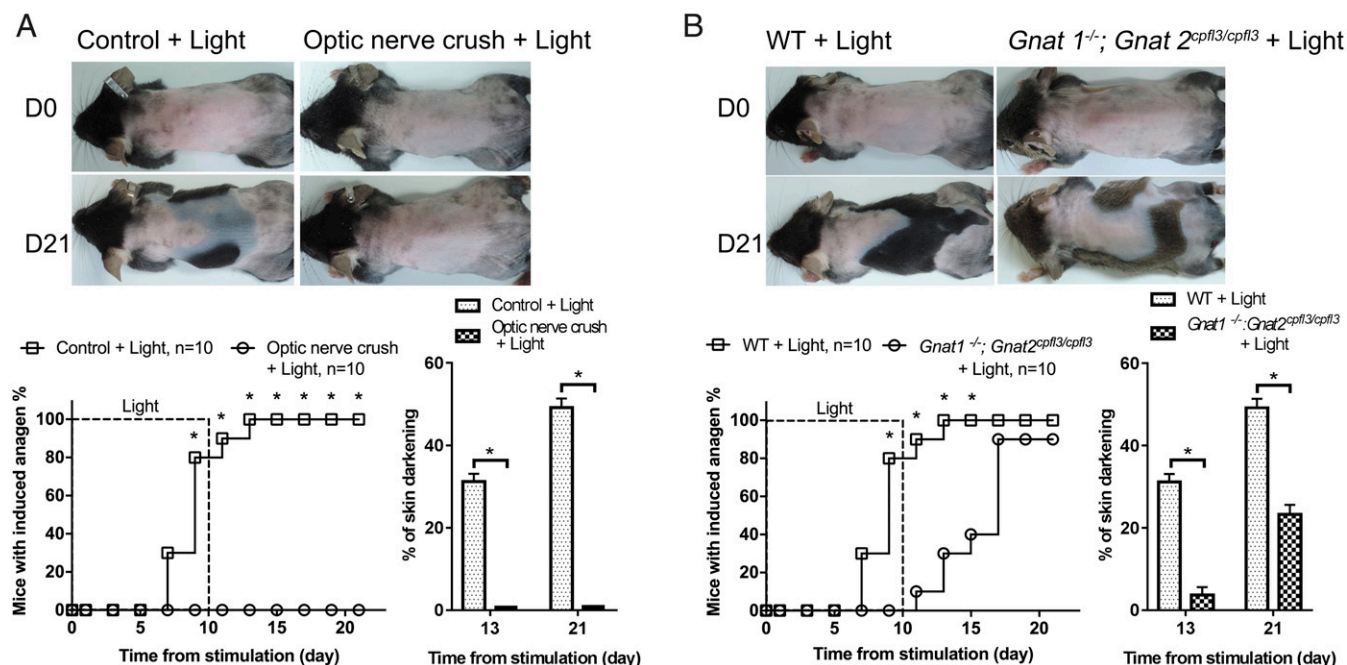 A
Control + Light
Optic nerve crush + Light
D0
D21
Control + Light
Optic nerve crush
+ Light
Control + Light, n=10
Optic nerve crush
+ Light, n=10
Mice with induced anagen %
100
80
60
40
20
0
Light
* * * * * *
0 5 10 15 20
Time from stimulation (day)
% of skin darkening
60
40
20
0
*
*
13 21
Time from stimulation (day)
B
WT + Light
Gnat 1-/-; Gnat 2cpfl3/cpfl3 + Light
D0
D21
WT + Light
Gnat1 -/-;Gnat2cpfl3/cpfl3
+ Light
WT + Light, n=10
Gnat1 -/-; Gnat2cpfl3/cpfl3
+ Light, n=10
Mice with induced anagen %
100
80
60
40
20
0
Light
* * * *
0 5 10 15 20
Time from stimulation (day)
% of skin darkening
60
40
20
0
*
*
13 21
Time from stimulation (day)